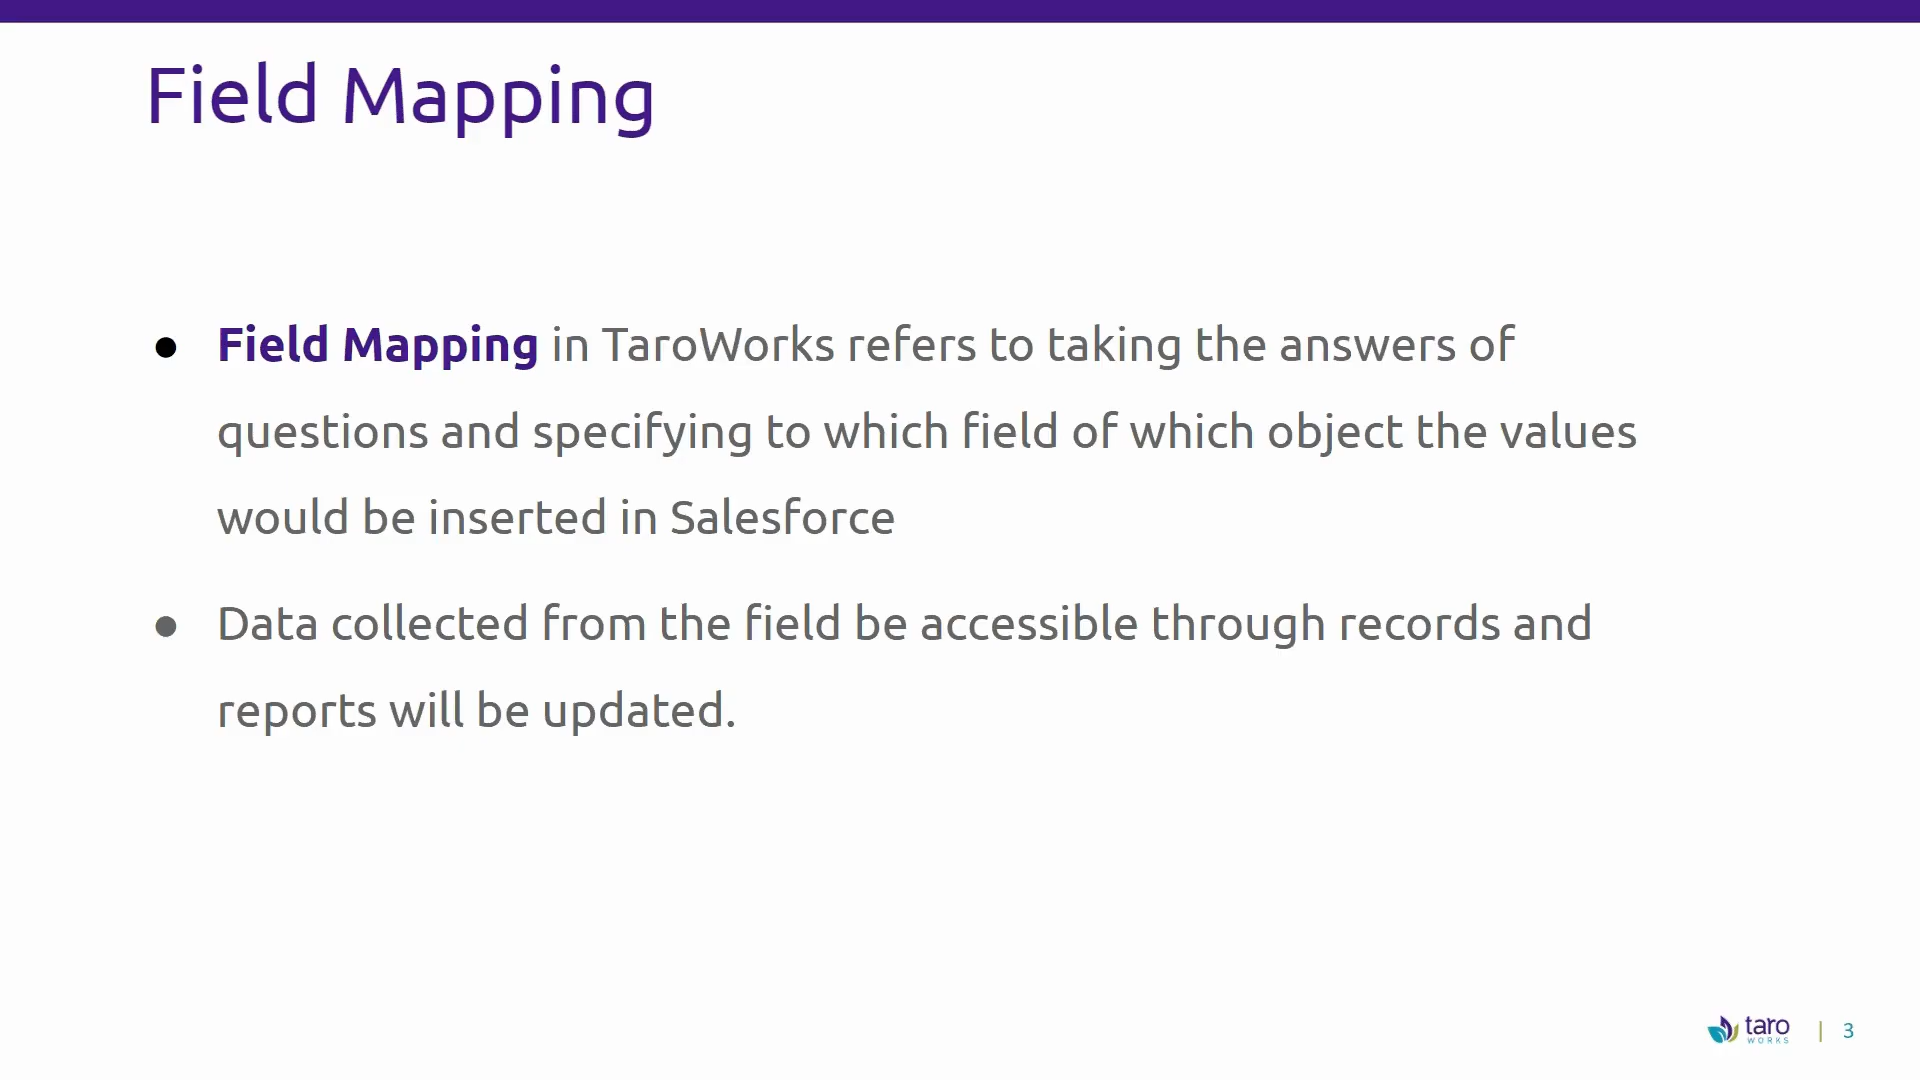 Field Mapping
● Field Mapping in TaroWorks refers to taking the answers of
questions and specifying to which field of which object the values
would be inserted in Salesforce
● Data collected from the field be accessible through records and
reports will be updated.
taro
WORKS
| 3